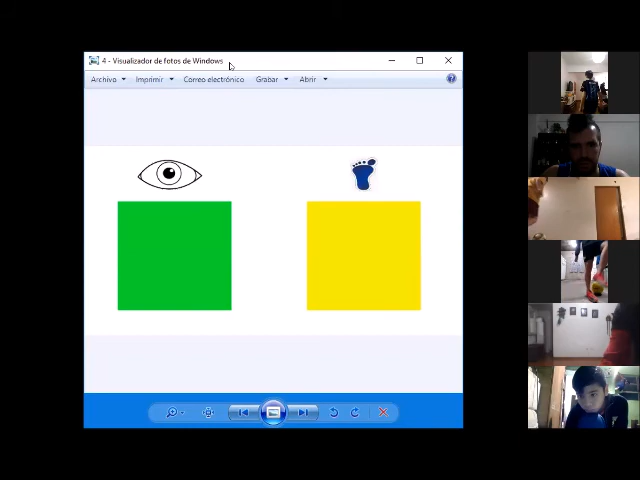 4 - Visualizador de fotos de Windows
Archivo Imprimir Correo electrónico Grabar Abrir